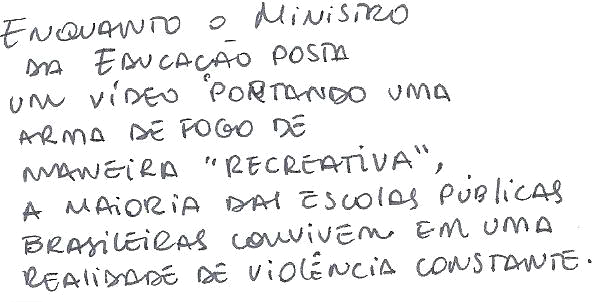 ENQUANTO O MINISTRO
DA EDUCAÇÃO POSTA
UM VÍDEO PORTANDO UMA
ARMA DE FOGO DE
MANEIRA "RECREATIVA",
A MAIORIA DAS ESCOLAS PÚBLICAS
BRASILEIRAS CONVIVEM EM UMA
REALIDADE DE VIOLÊNCIA CONSTANTE.